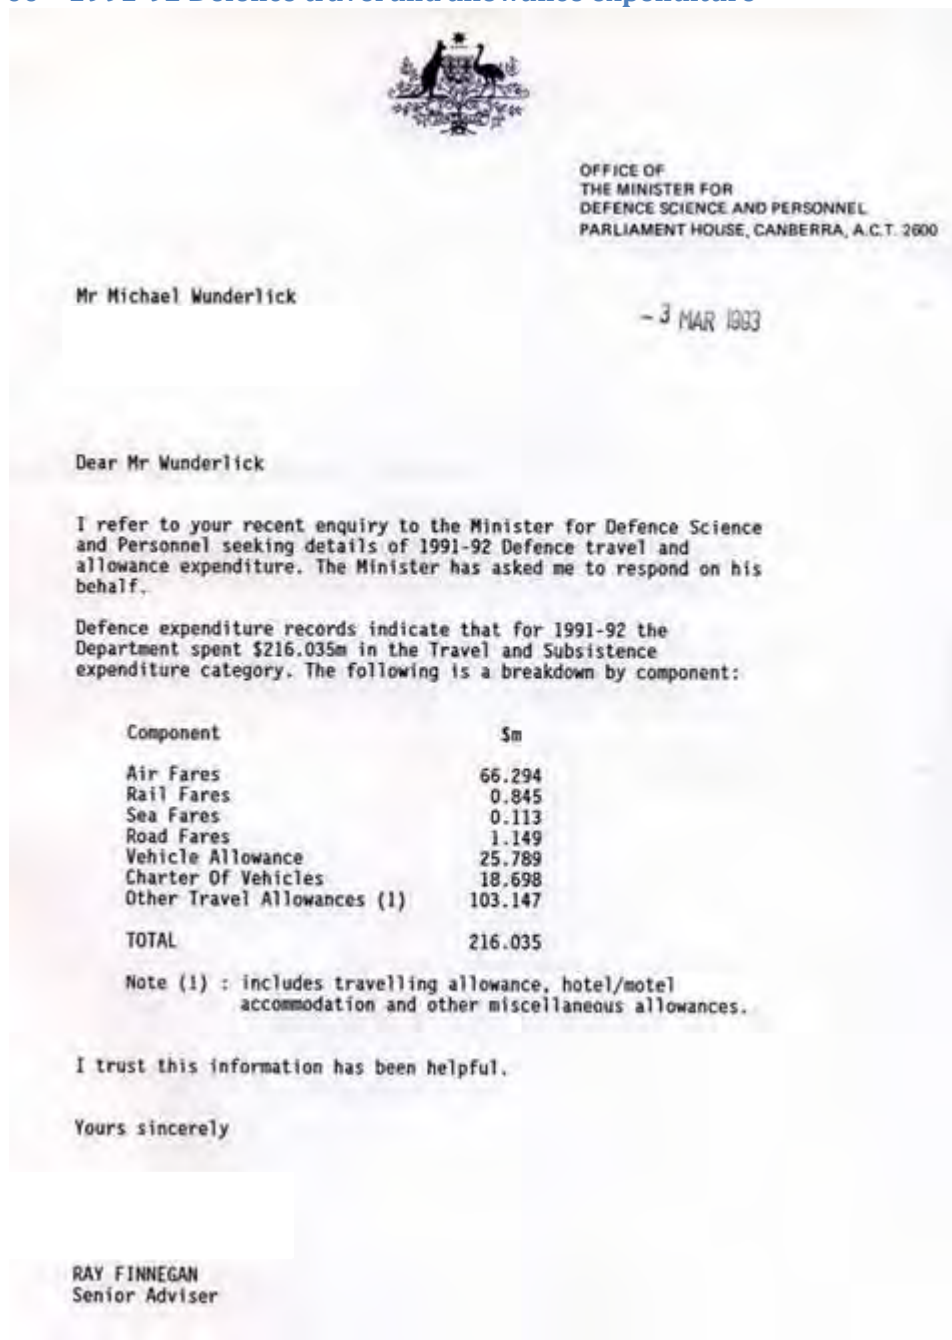 1991-92 Defence travel and allowance expenditure
OFFICE OF
THE MINISTER FOR
DEFENCE SCIENCE AND PERSONNEL
PARLIAMENT HOUSE, CANBERRA, A.C.T. 2600
Mr Michael Wunderlick
- 3 MAR 1993
Dear Mr Wunderlick
I refer to your recent enquiry to the Minister for Defence Science
and Personnel seeking details of 1991-92 Defence travel and
allowance expenditure. The Minister has asked me to respond on his
behalf.
Defence expenditure records indicate that for 1991-92 the
Department spent $216.035m in the Travel and Subsistence
expenditure category. The following is a breakdown by component:
Component $m
Air Fares 66.294
Rail Fares 0.845
Sea Fares 0.113
Road Fares 1.149
Vehicle Allowance 25.789
Charter Of Vehicles 18.698
Other Travel Allowances (1) 103.147
TOTAL 216.035
Note (1) : includes travelling allowance, hotel/motel
accommodation and other miscellaneous allowances.
I trust this information has been helpful.
Yours sincerely
RAY FINNEGAN
Senior Adviser